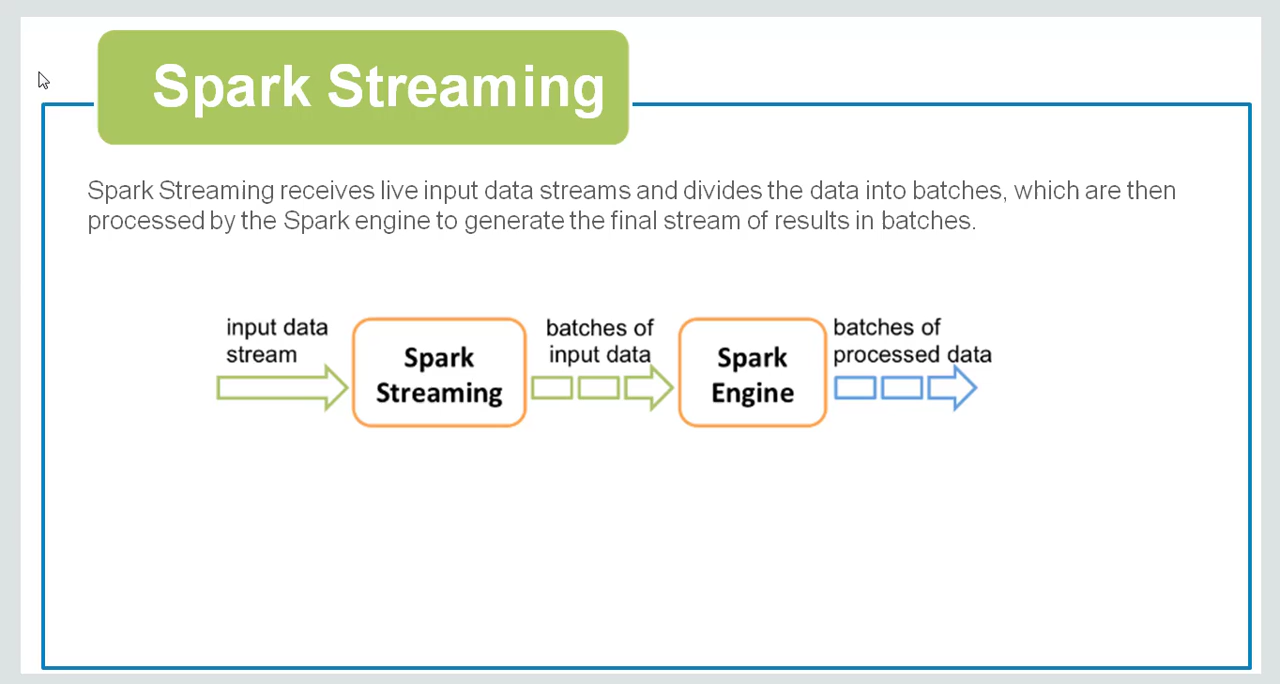 Spark Streaming
Spark Streaming receives live input data streams and divides the data into batches, which are then
processed by the Spark engine to generate the final stream of results in batches.
input data
stream
Spark
Streaming
batches of
input data
Spark
Engine
batches of
processed data